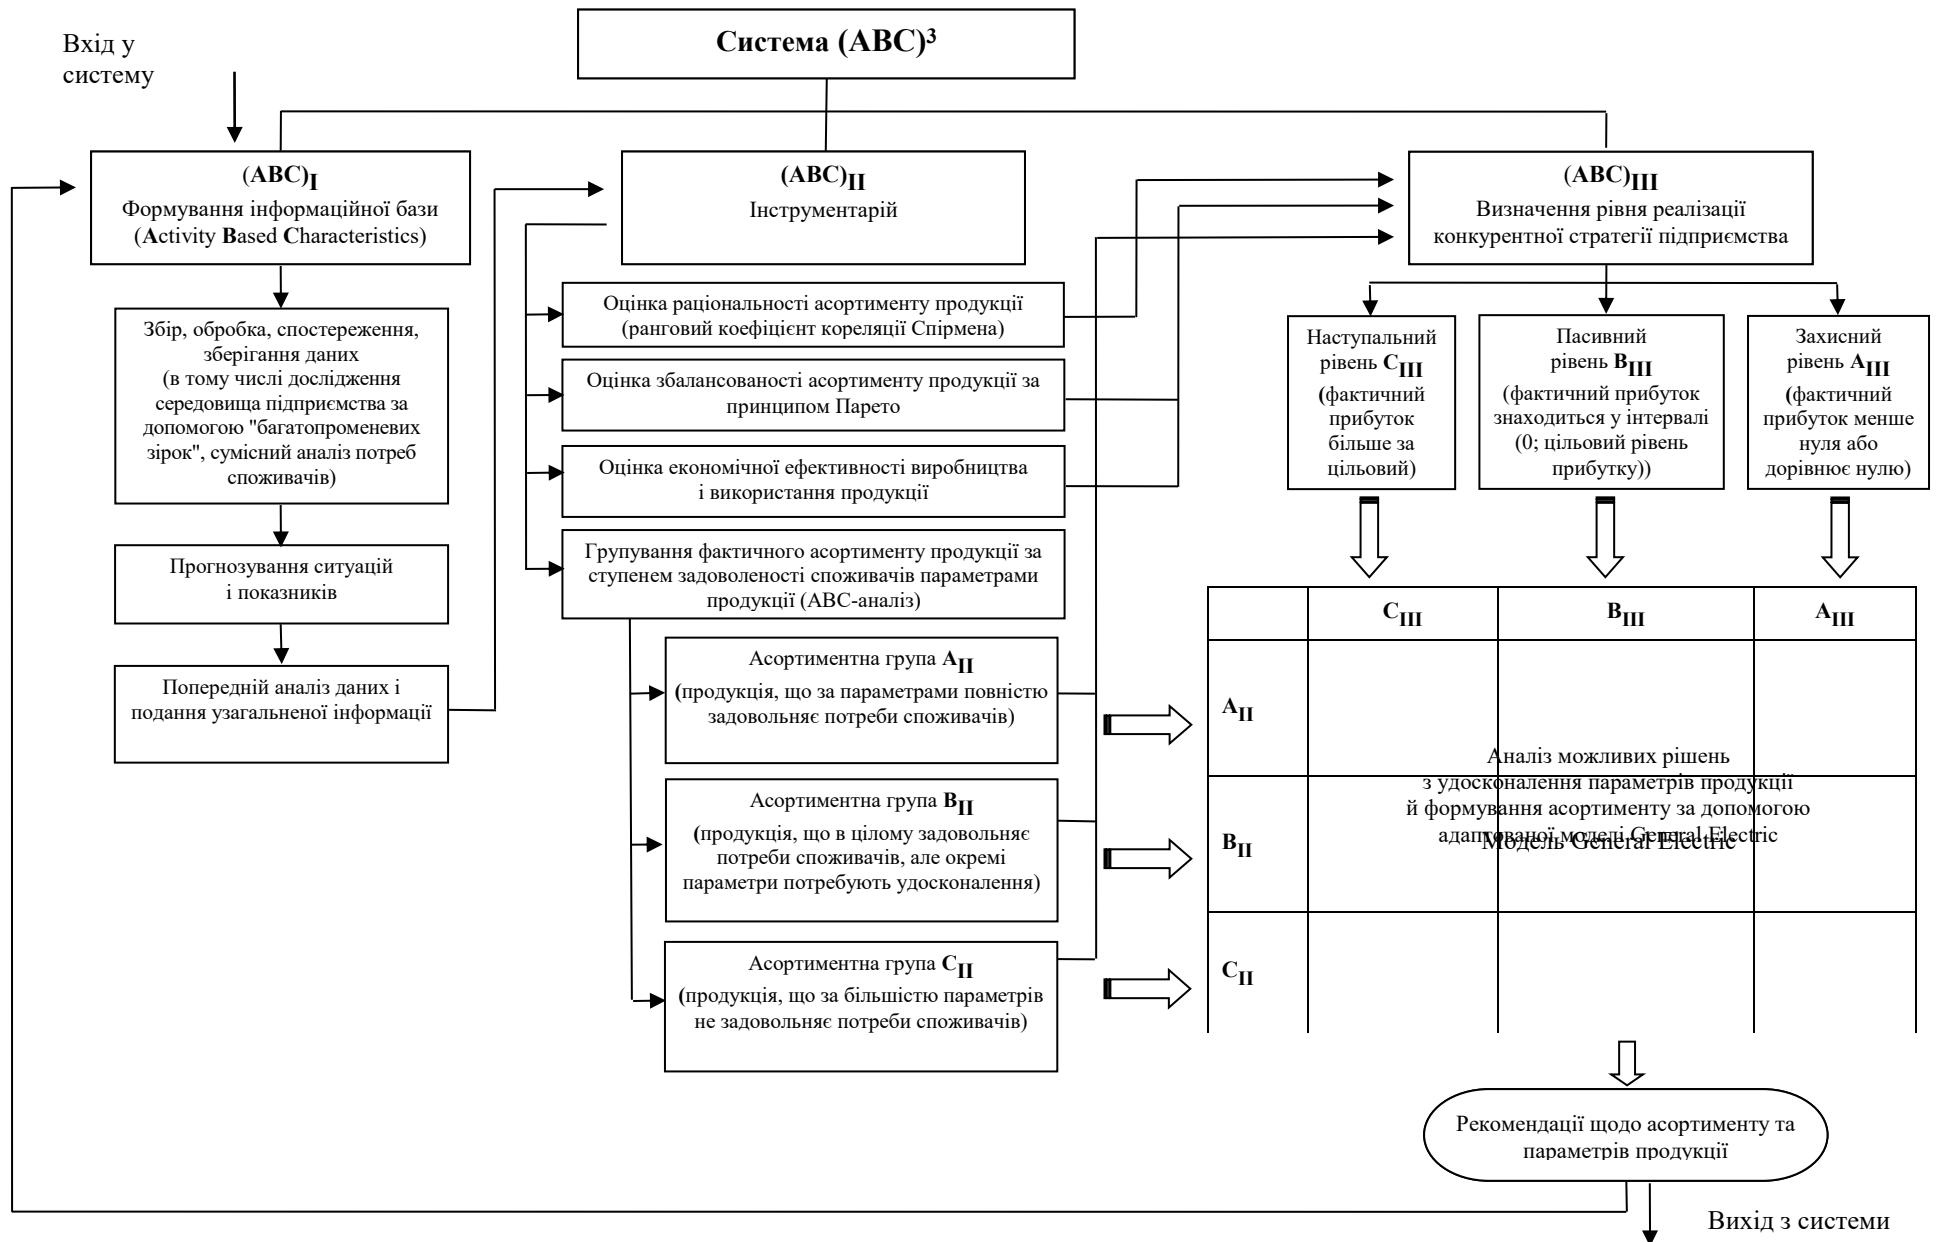 Вхід у
систему
Система (ABC)³
(ABC)I
Формування інформаційної бази
(Activity Based Characteristics)
Збір, обробка, спостереження,
зберігання даних
(в тому числі дослідження
середовища підприємства за
допомогою "багатопроменевих
зірок", сумісний аналіз потреб
споживачів)
Прогнозування ситуацій
і показників
Попередній аналіз даних і
подання узагальненої інформації
(ABC)II
Інструментарій
Оцінка раціональності асортименту продукції
(ранговий коефіцієнт кореляції Спірмена)
Оцінка збалансованості асортименту продукції за
принципом Парето
Оцінка економічної ефективності виробництва
і використання продукції
Групування фактичного асортименту продукції за
ступенем задоволеності споживачів параметрами
продукції (АВС-аналіз)
Асортиментна група AII
(продукція, що за параметрами повністю
задовольняє потреби споживачів)
Асортиментна група BII
(продукція, що в цілому задовольняє
потреби споживачів, але окремі
параметри потребують удосконалення)
Асортиментна група CII
(продукція, що за більшістю параметрів
не задовольняє потреби споживачів)
(ABC)III
Визначення рівня реалізації
конкурентної стратегії підприємства
Наступальний
рівень CIII
(фактичний
прибуток
більше за
цільовий)
Пасивний
рівень BIII
(фактичний прибуток
знаходиться у інтервалі
(0; цільовий рівень
прибутку))
Захисний
рівень AIII
(фактичний
прибуток менше
нуля або
дорівнює нулю)
CIII
BIII
AIII
AII
BII
CII
Аналіз можливих рішень
з удосконалення параметрів продукції
й формування асортименту за допомогою
адаптованої моделі General Electric
Модель General Electric
Рекомендації щодо асортименту та
параметрів продукції
Вихід з системи